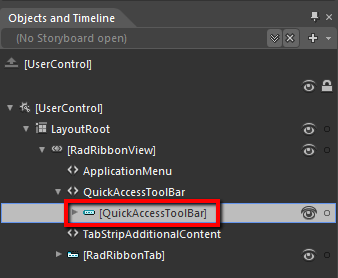 Objects and Timeline
(No Storyboard open)
[UserControl]
[UserControl]
LayoutRoot
[RadRibbonView]
ApplicationMenu
QuickAccessToolBar
[QuickAccessToolBar]
TabStripAdditionalContent
[RadRibbonTab]